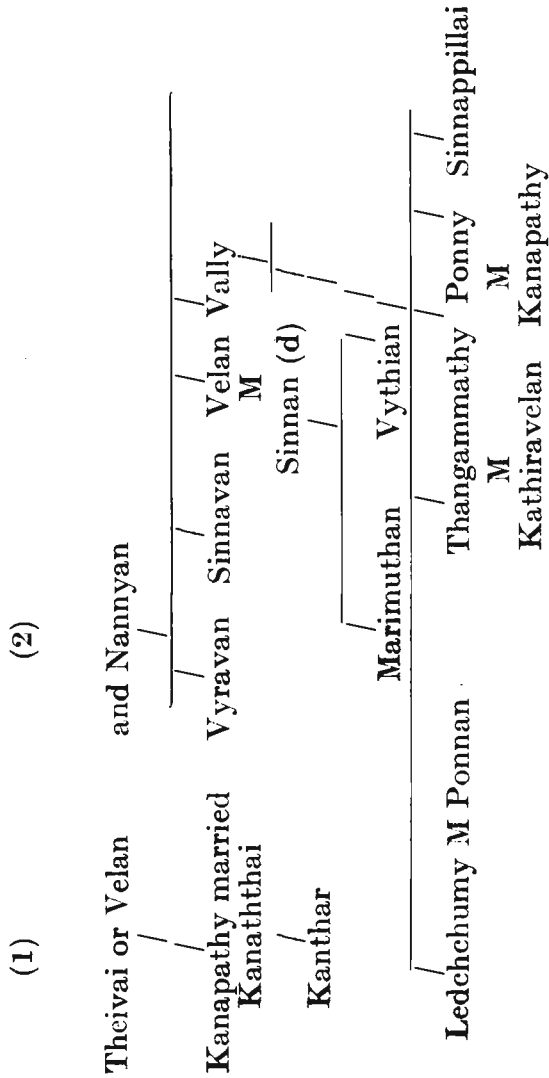 (1) (2)
Theivai or Velan and Nannyan
Kanapathy married Vyravan Sinnavan Velan Vally
Kanaththai M
Kanthar Sinnan (d)
Marimuthan Vythian
Ledchchumy M Ponnan Thangammathy Ponny Sinnappillai
M M
Kathiravelan Kanapathy